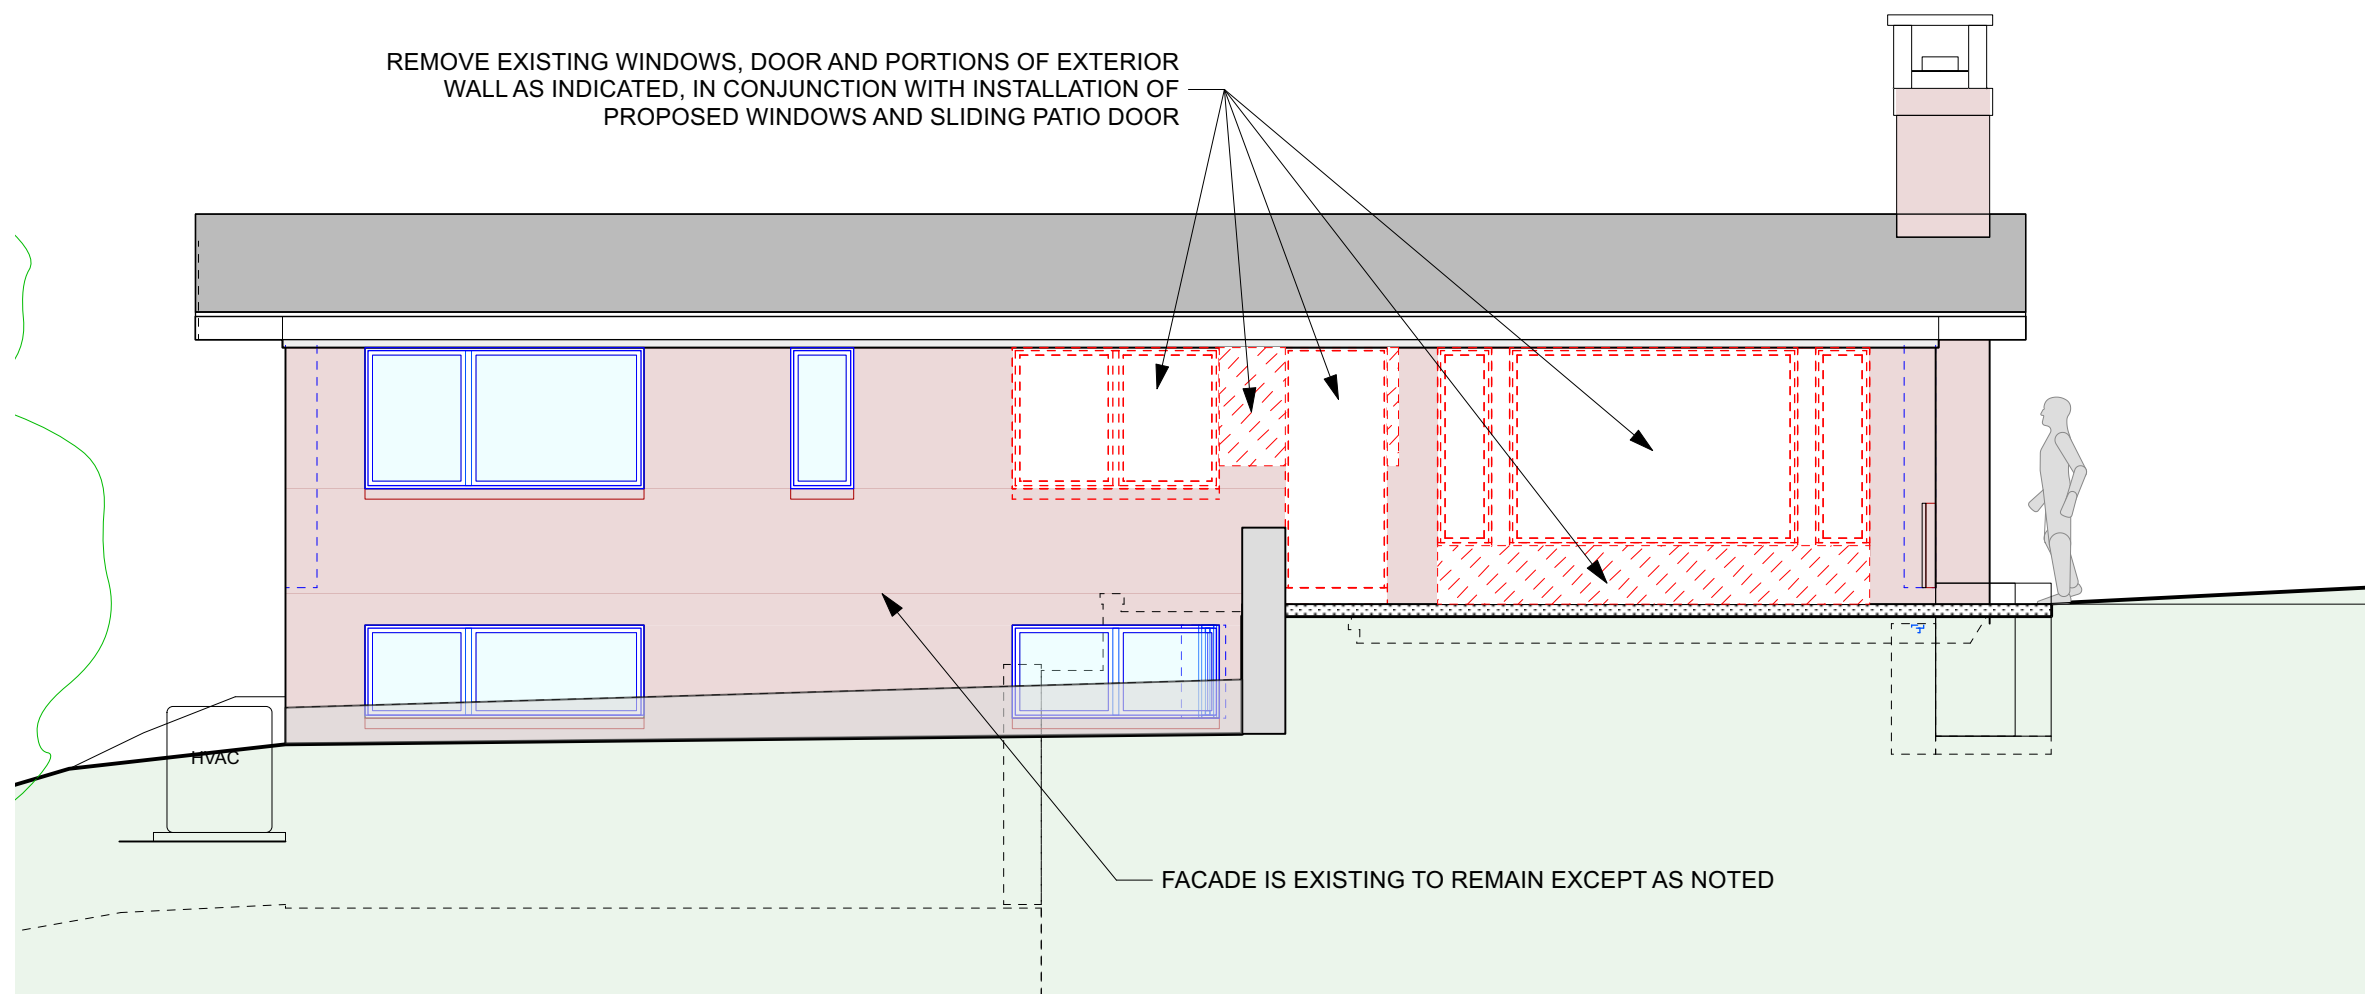 REMOVE EXISTING WINDOWS, DOOR AND PORTIONS OF EXTERIOR
WALL AS INDICATED, IN CONJUNCTION WITH INSTALLATION OF
PROPOSED WINDOWS AND SLIDING PATIO DOOR
HVAC
FACADE IS EXISTING TO REMAIN EXCEPT AS NOTED